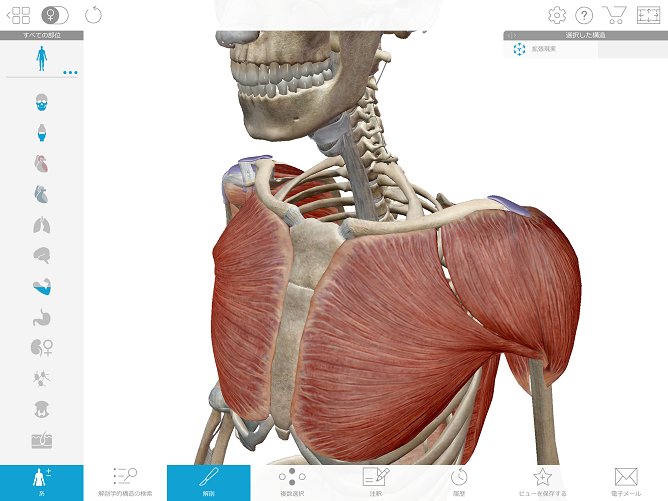 すべての部位
選択した構造
拡張現実
系
解剖学的構造の検索
解剖
複数選択
注釈
履歴
ビューを保存する
電子メール